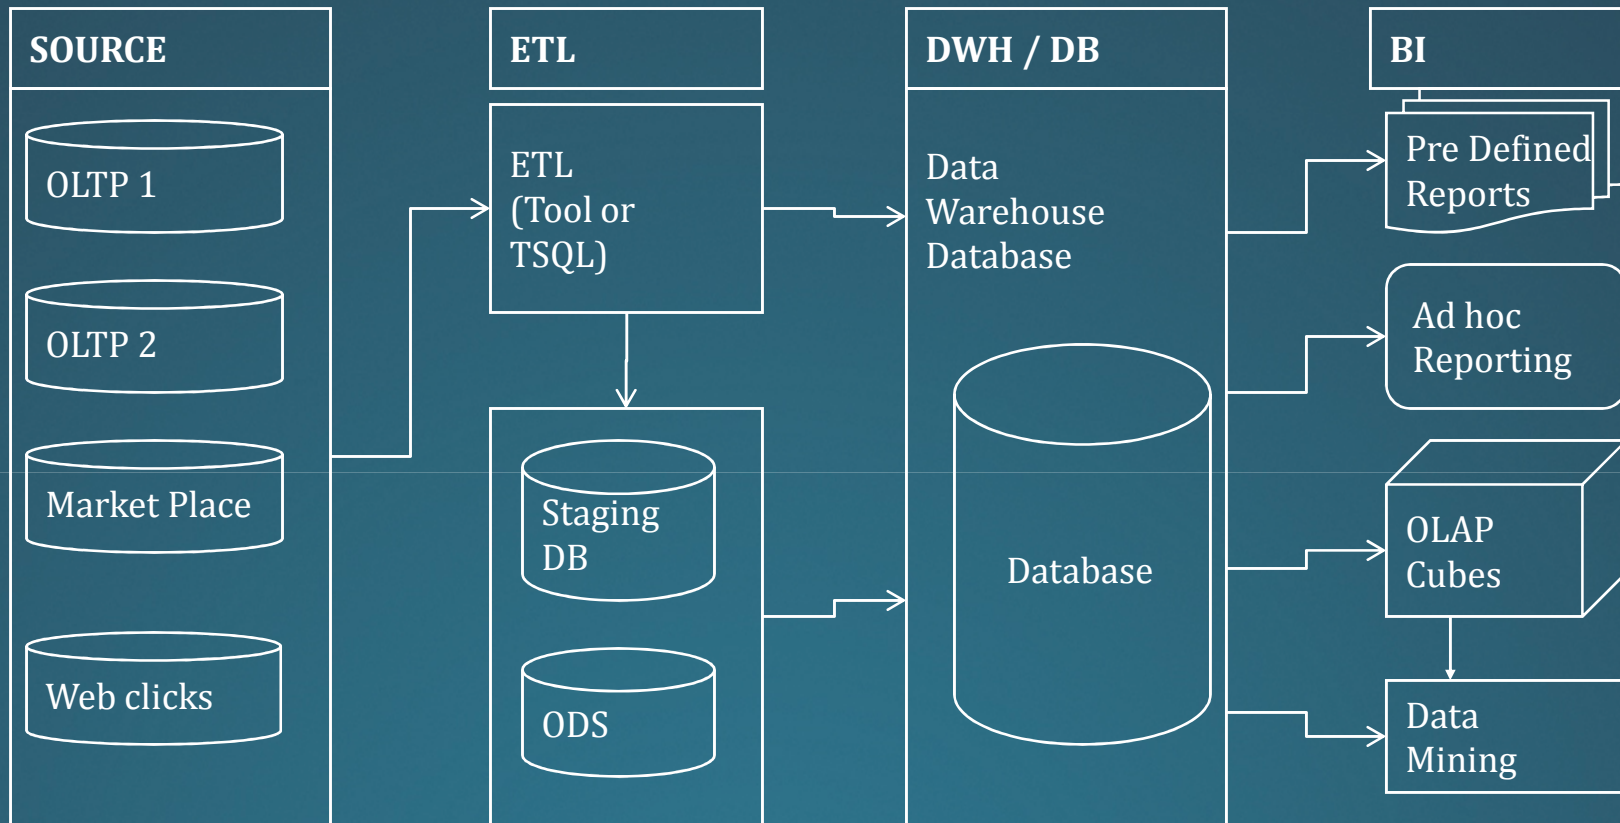 SOURCE
OLTP 1
OLTP 2
Market Place
Web clicks
ETL
ETL
(Tool or
TSQL)
Staging
DB
ODS
DWH / DB
Data
Warehouse
Database
Database
BI
Pre Defined
Reports
Ad hoc
Reporting
OLAP
Cubes
Data
Mining